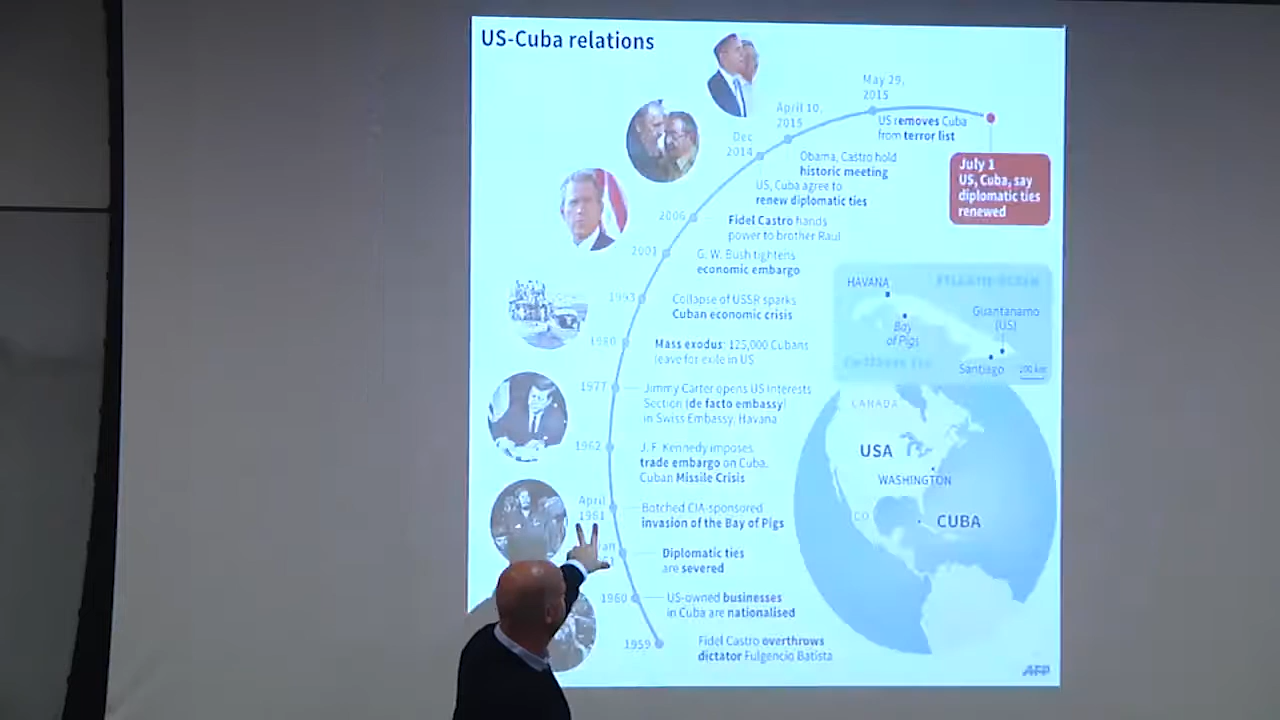 US-Cuba relations
May 29,
2015
April 10,
2015
US removes Cuba
from terror list
Dec
2014
Obama, Castro hold
historic meeting
July 1
US, Cuba, say
diplomatic ties
renewed
US, Cuba agree to
renew diplomatic ties
2006
Fidel Castro hands
power to brother Raul
2001
G. W. Bush tightens
economic embargo
HAVANA
ATLANTIC OCEAN
1993
Collapse of USSR sparks
Cuban economic crisis
Guantanamo
(US)
Bay
of Pigs
1980
Mass exodus: 125,000 Cubans
leave for exile in US
Caribbean Sea
Santiago
100 km
1977
Jimmy Carter opens US Interests
Section (de facto embassy)
in Swiss Embassy, Havana
CANADA
1962
J. F. Kennedy imposes
trade embargo on Cuba.
Cuban Missile Crisis
USA
WASHINGTON
April
1961
Botched CIA-sponsored
invasion of the Bay of Pigs
CO
CUBA
Diplomatic ties
are severed
1960
US-owned businesses
in Cuba are nationalised
1959
Fidel Castro overthrows
dictator Fulgencio Batista
AFP